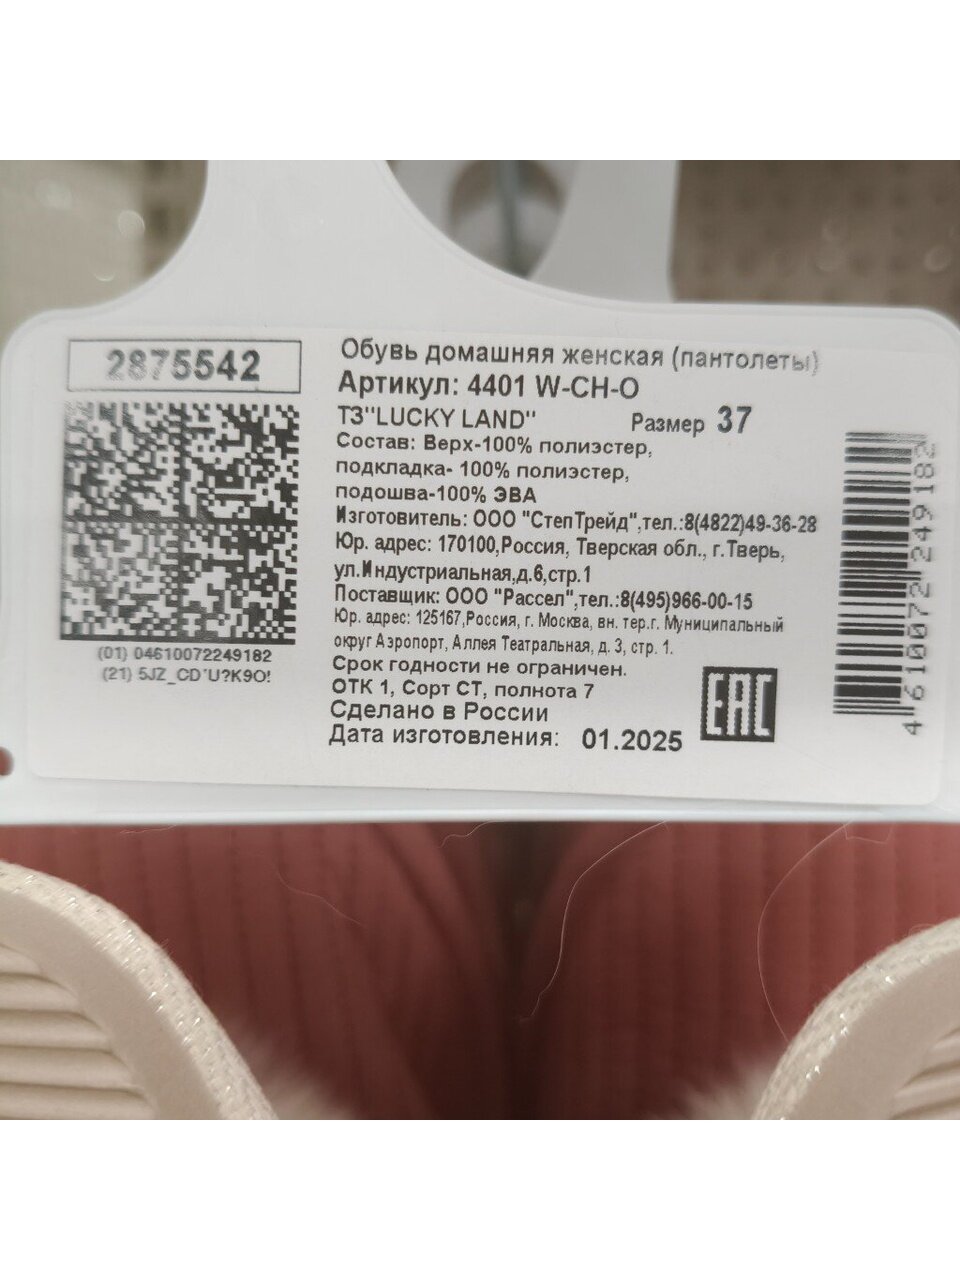 2875542
(01) 04610072249182
(21) 5JZ_CD'U?K9O!
Обувь домашняя женская (пантолеты)
Артикул: 4401 W-CH-O
ТЗ"LUCKY LAND" Размер 37
Состав: Верх-100% полиэстер,
подкладка- 100% полиэстер,
подошва-100% ЭВА
Изготовитель: ООО "СтепТрейд",тел.:8(4822)49-36-28
Юр. адрес: 170100,Россия, Тверская обл., г.Тверь,
ул.Индустриальная,д.6,стр.1
Поставщик: ООО "Рассел",тел.:8(495)966-00-15
Юр. адрес: 125167,Россия, г. Москва, вн. тер.г. Муниципальный
округ Аэропорт, Аллея Театральная, д. 3, стр. 1.
Срок годности не ограничен.
ОТК 1, Сорт СТ, полнота 7
Сделано в России
Дата изготовления: 01.2025
EAC
4 610072 249182